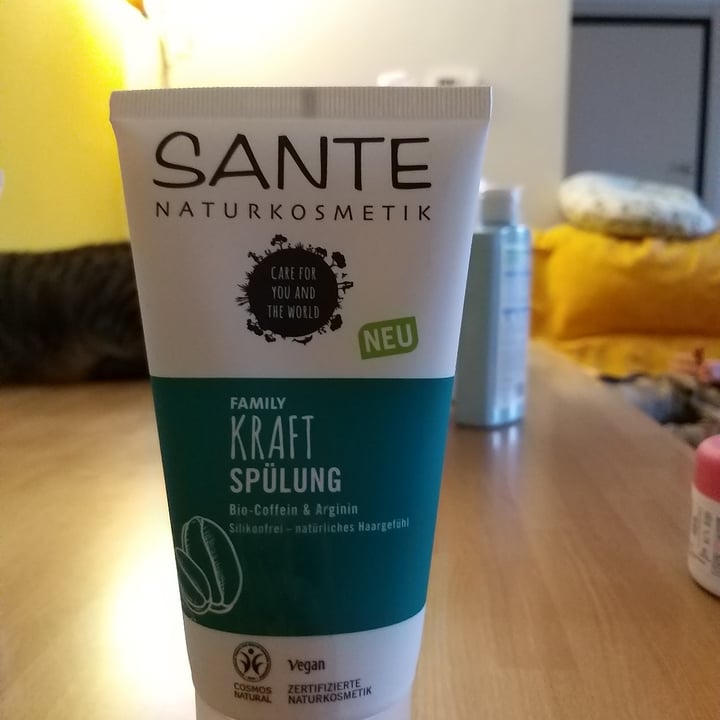 SANTE
NATURKOSMETIK
CARE FOR
YOU AND
THE WORLD
NEU
FAMILY
KRAFT
SPÜLUNG
Bio-Coffein & Arginin
Silikonfrei – natürliches Haargefühl
Vegan
COSMOS
NATURAL
ZERTIFIZIERTE
NATURKOSMETIK